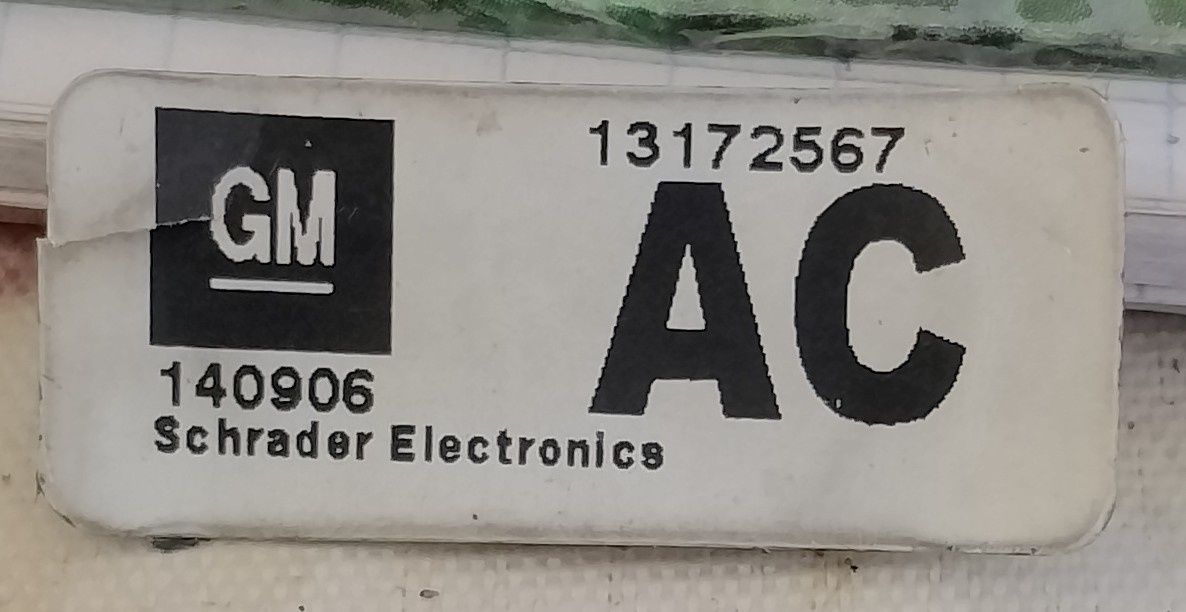 GM
13172567
AC
140906
Schrader Electronics